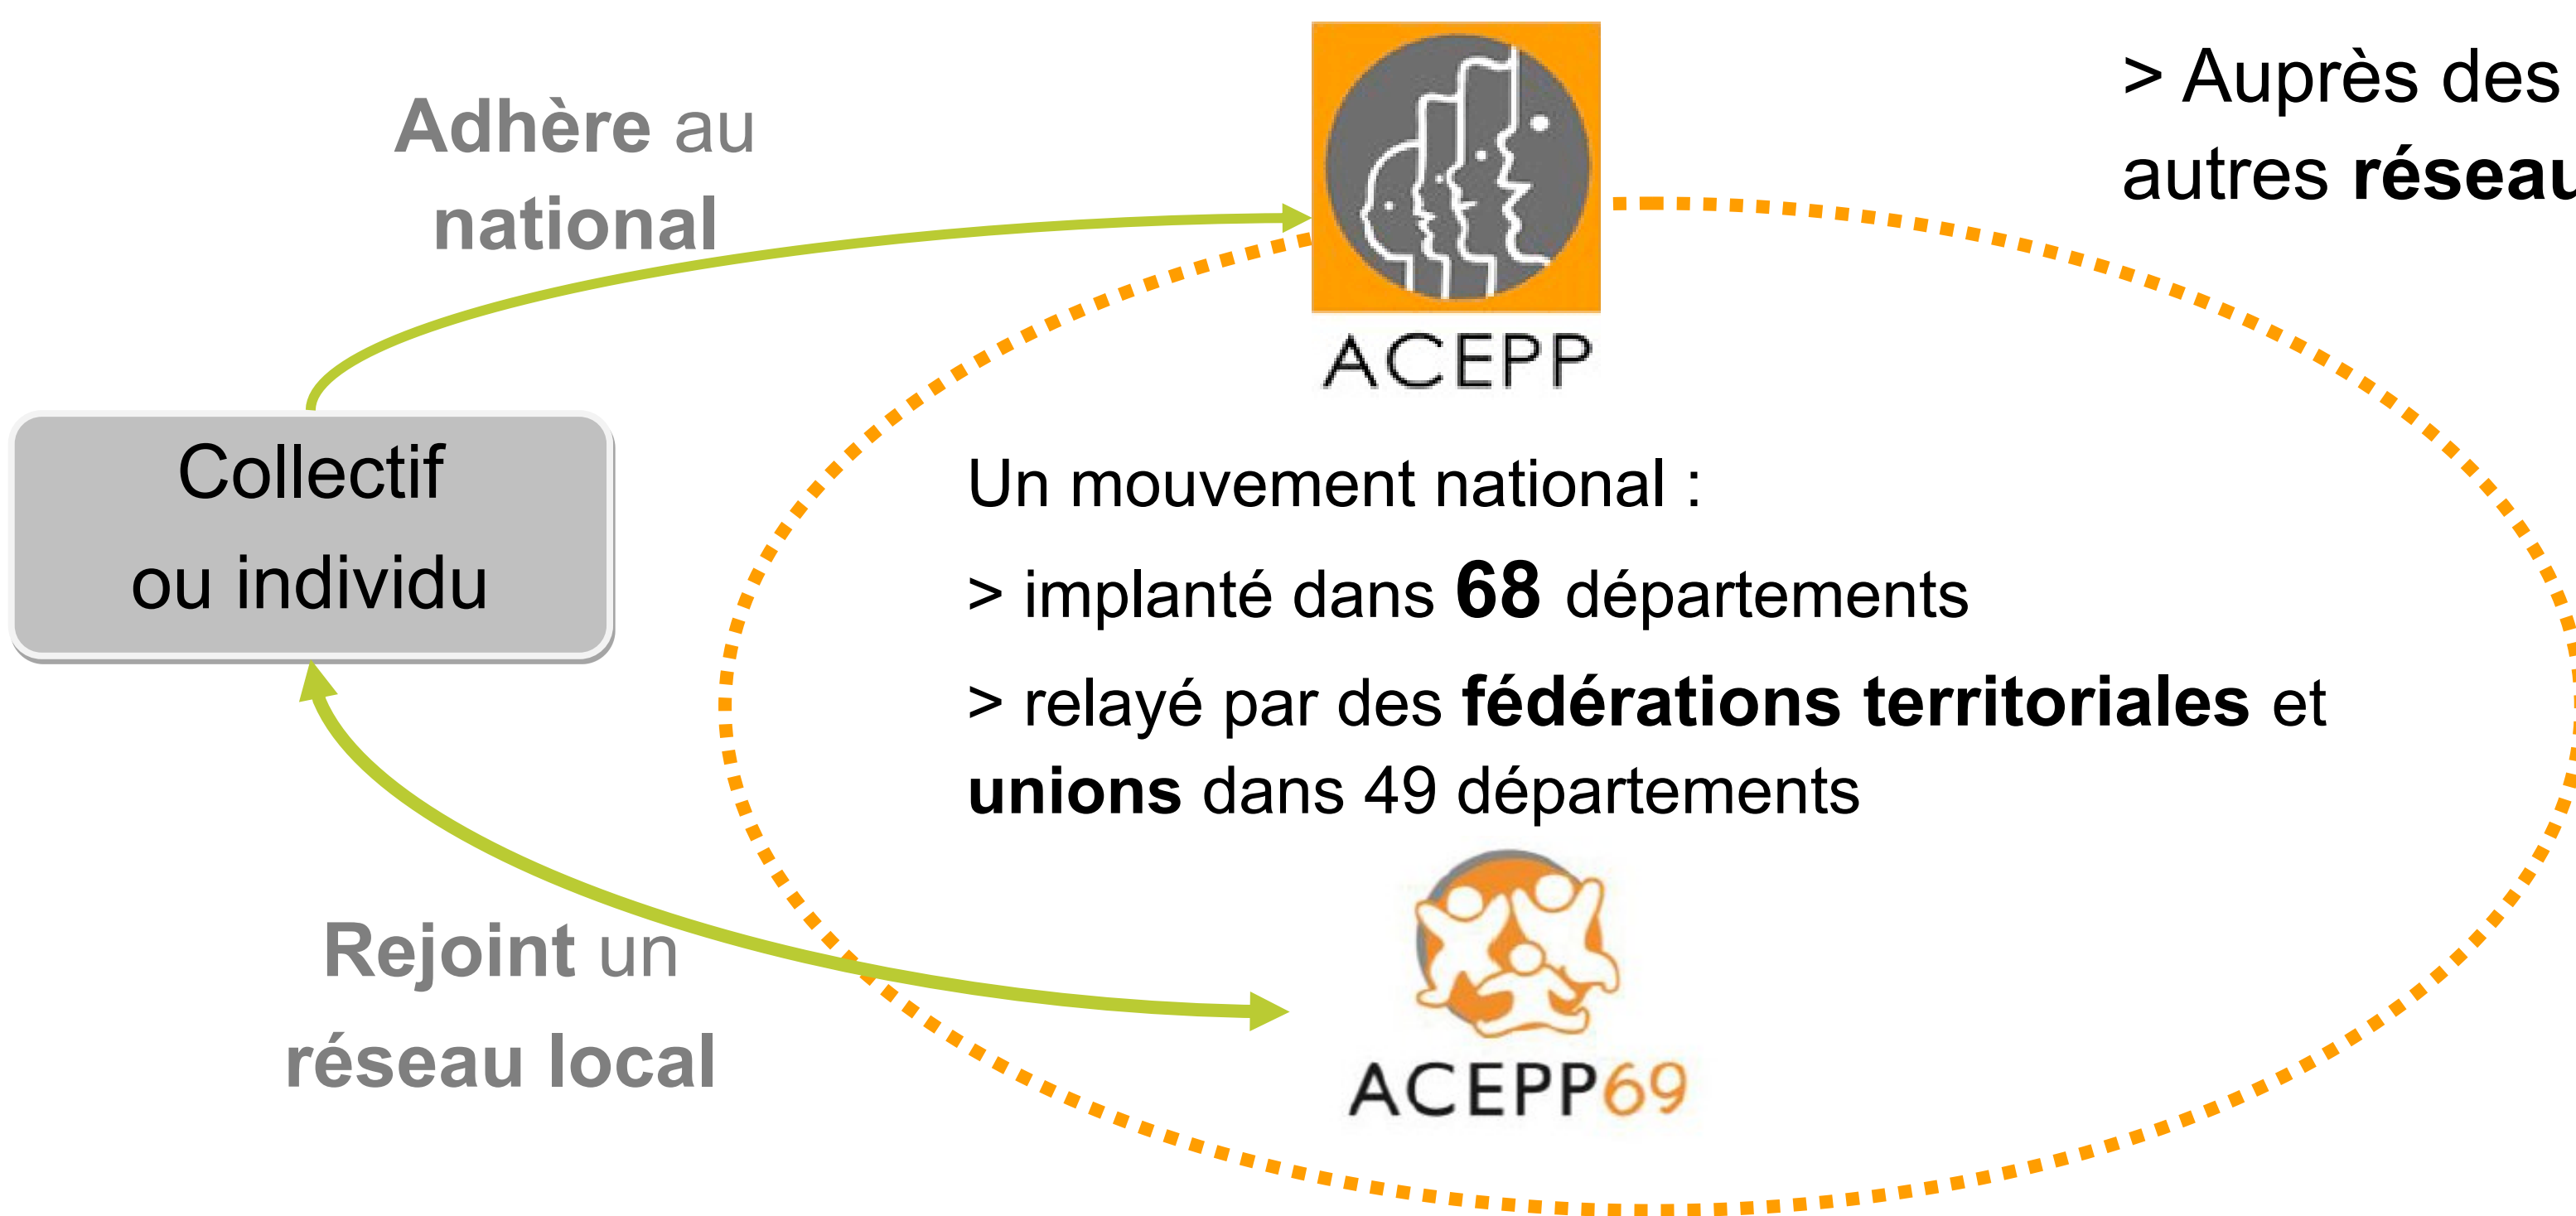 Adhère au
national
ACEPP
> Auprès des
autres
Collectif
ou individu
Un mouvement national :
> implanté dans 68 départements
> relayé par des fédérations territoriales et
unions dans 49 départements
Rejoint un
réseau local
ACEPP69